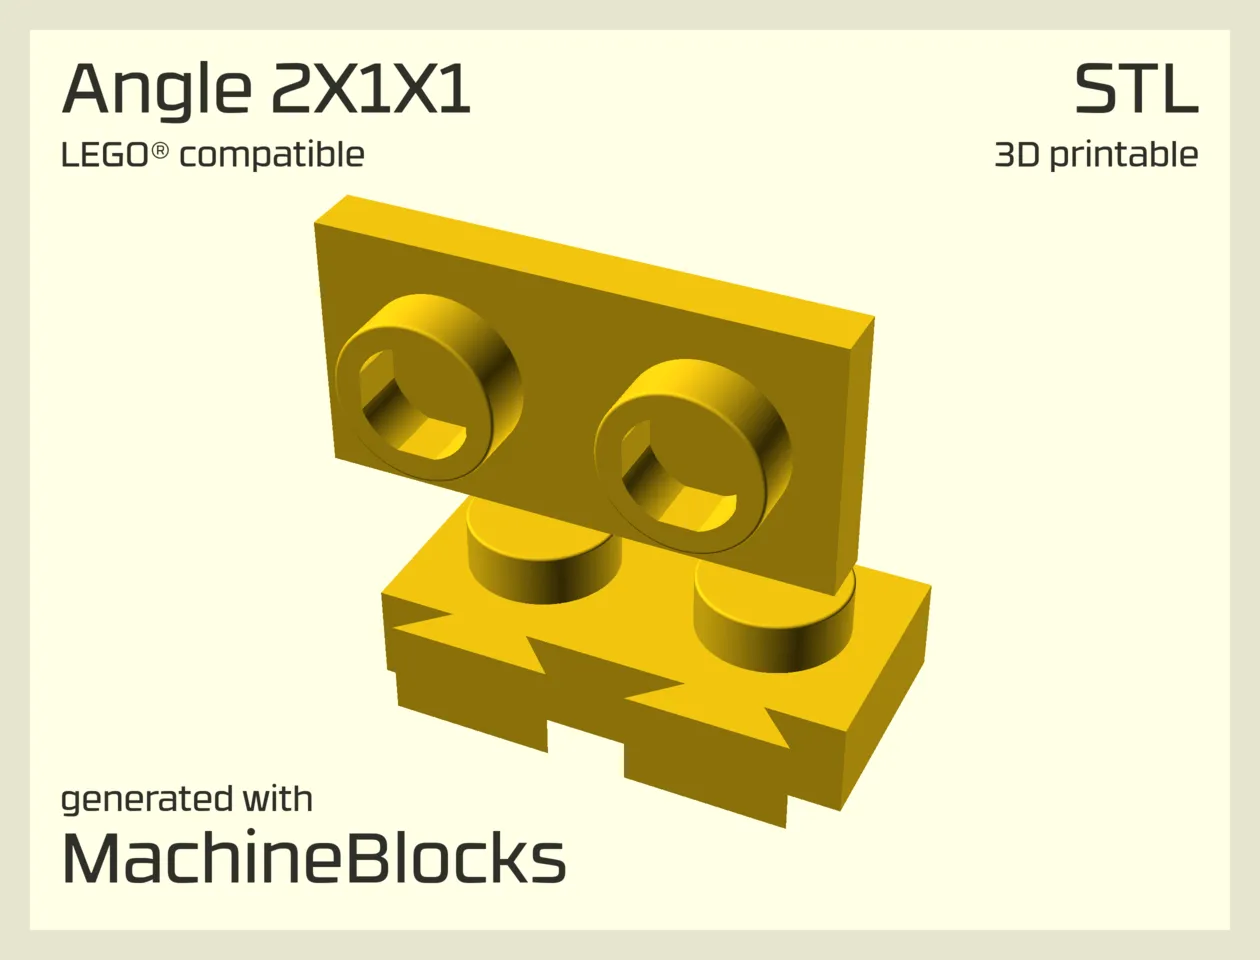 Angle 2X1X1
LEGO® compatible
STL
3D printable
generated with
MachineBlocks